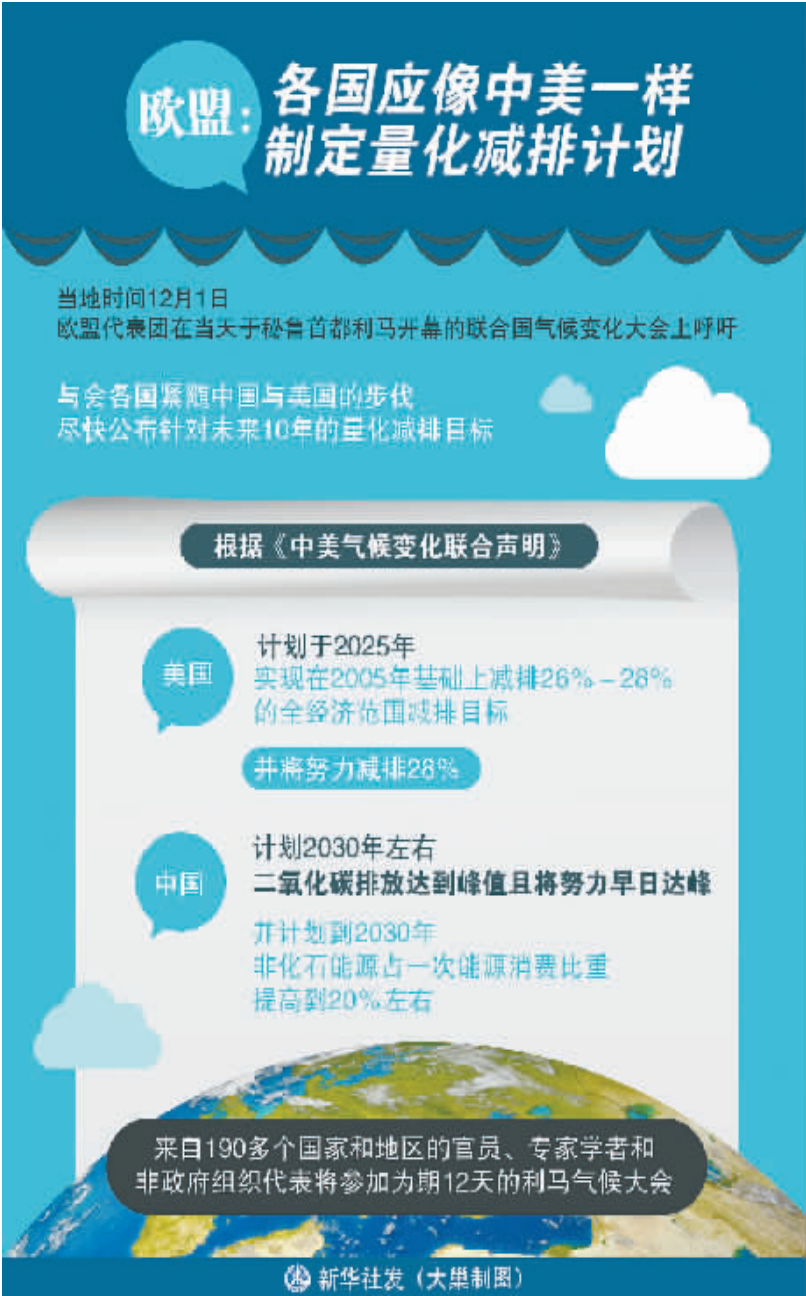 欧盟：
各国应像中美一样
制定量化减排计划
当地时间12月1日
欧盟代表团在当天于秘鲁首都利马开幕的联合国气候变化大会上呼吁
与会各国紧随中国与美国的步伐
尽快公布针对未来10年的量化减排目标
根据《中美气候变化联合声明》
美国
计划于2025年
实现在2005年基础上减排26%－28%
的全经济范围减排目标
并将努力减排28%
中国
计划2030年左右
二氧化碳排放达到峰值且将努力早日达峰
并计划到2030年
非化石能源占一次能源消费比重
提高到20%左右
来自190多个国家和地区的官员、专家学者和
非政府组织代表将参加为期12天的利马气候大会
新华社发（大巢制图）